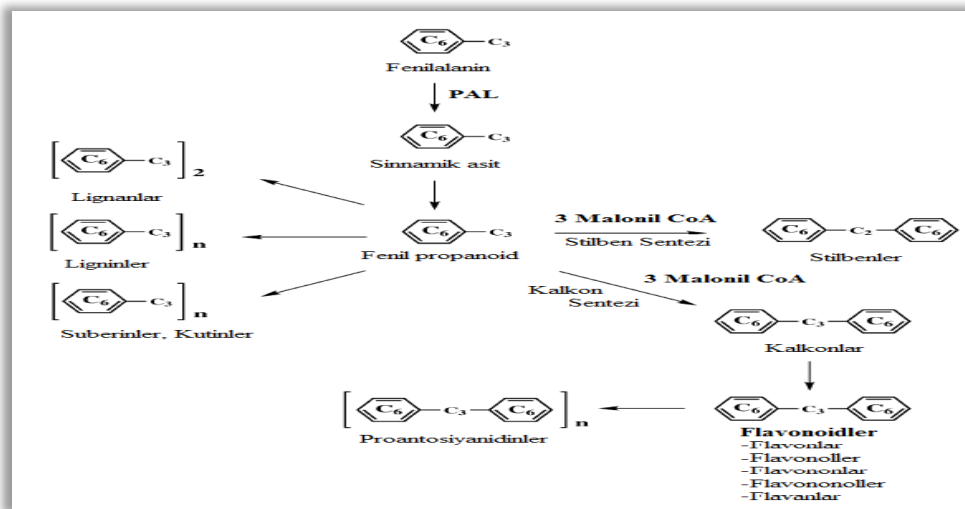 C6 C3
Fenilalanin
PAL
C6 C3
Sinnamik asit
[C6 C3]2
Lignanlar
[C6 C3]n
Ligninler
C6 C3
Fenil propanoid
3 Malonil CoA
Stilben Sentezi
C6 C2 C6
Stilbenler
[C6 C3]n
Suberinler, Kutinler
3 Malonil CoA
Kalkon
Sentezi
C6 C3 C6
Kalkonlar
[C6 C3 C6]n
Proantosiyanidinler
C6 C3 C6
Flavonoidler
-Flavonlar
-Flavonoller
-Flavononlar
-Flavononoller
-Flavanlar